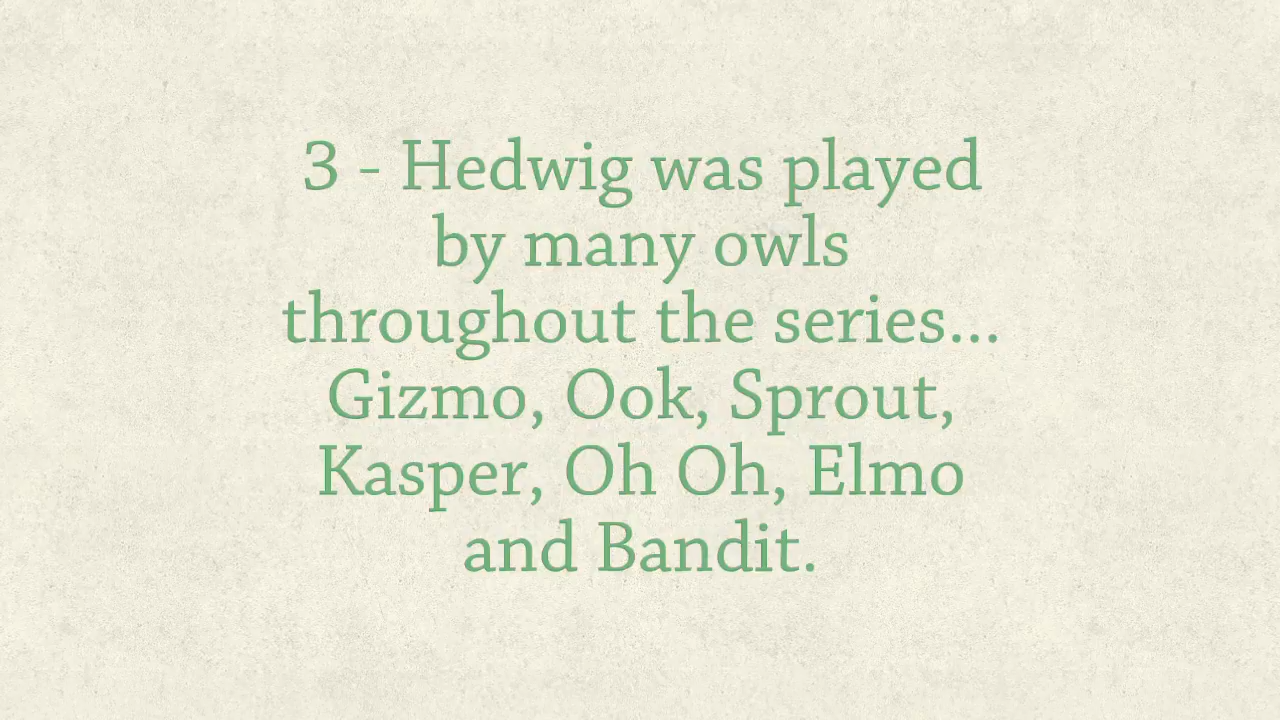 3 - Hedwig was played
by many owls
throughout the series...
Gizmo, Ook, Sprout,
Kasper, Oh Oh, Elmo
and Bandit.